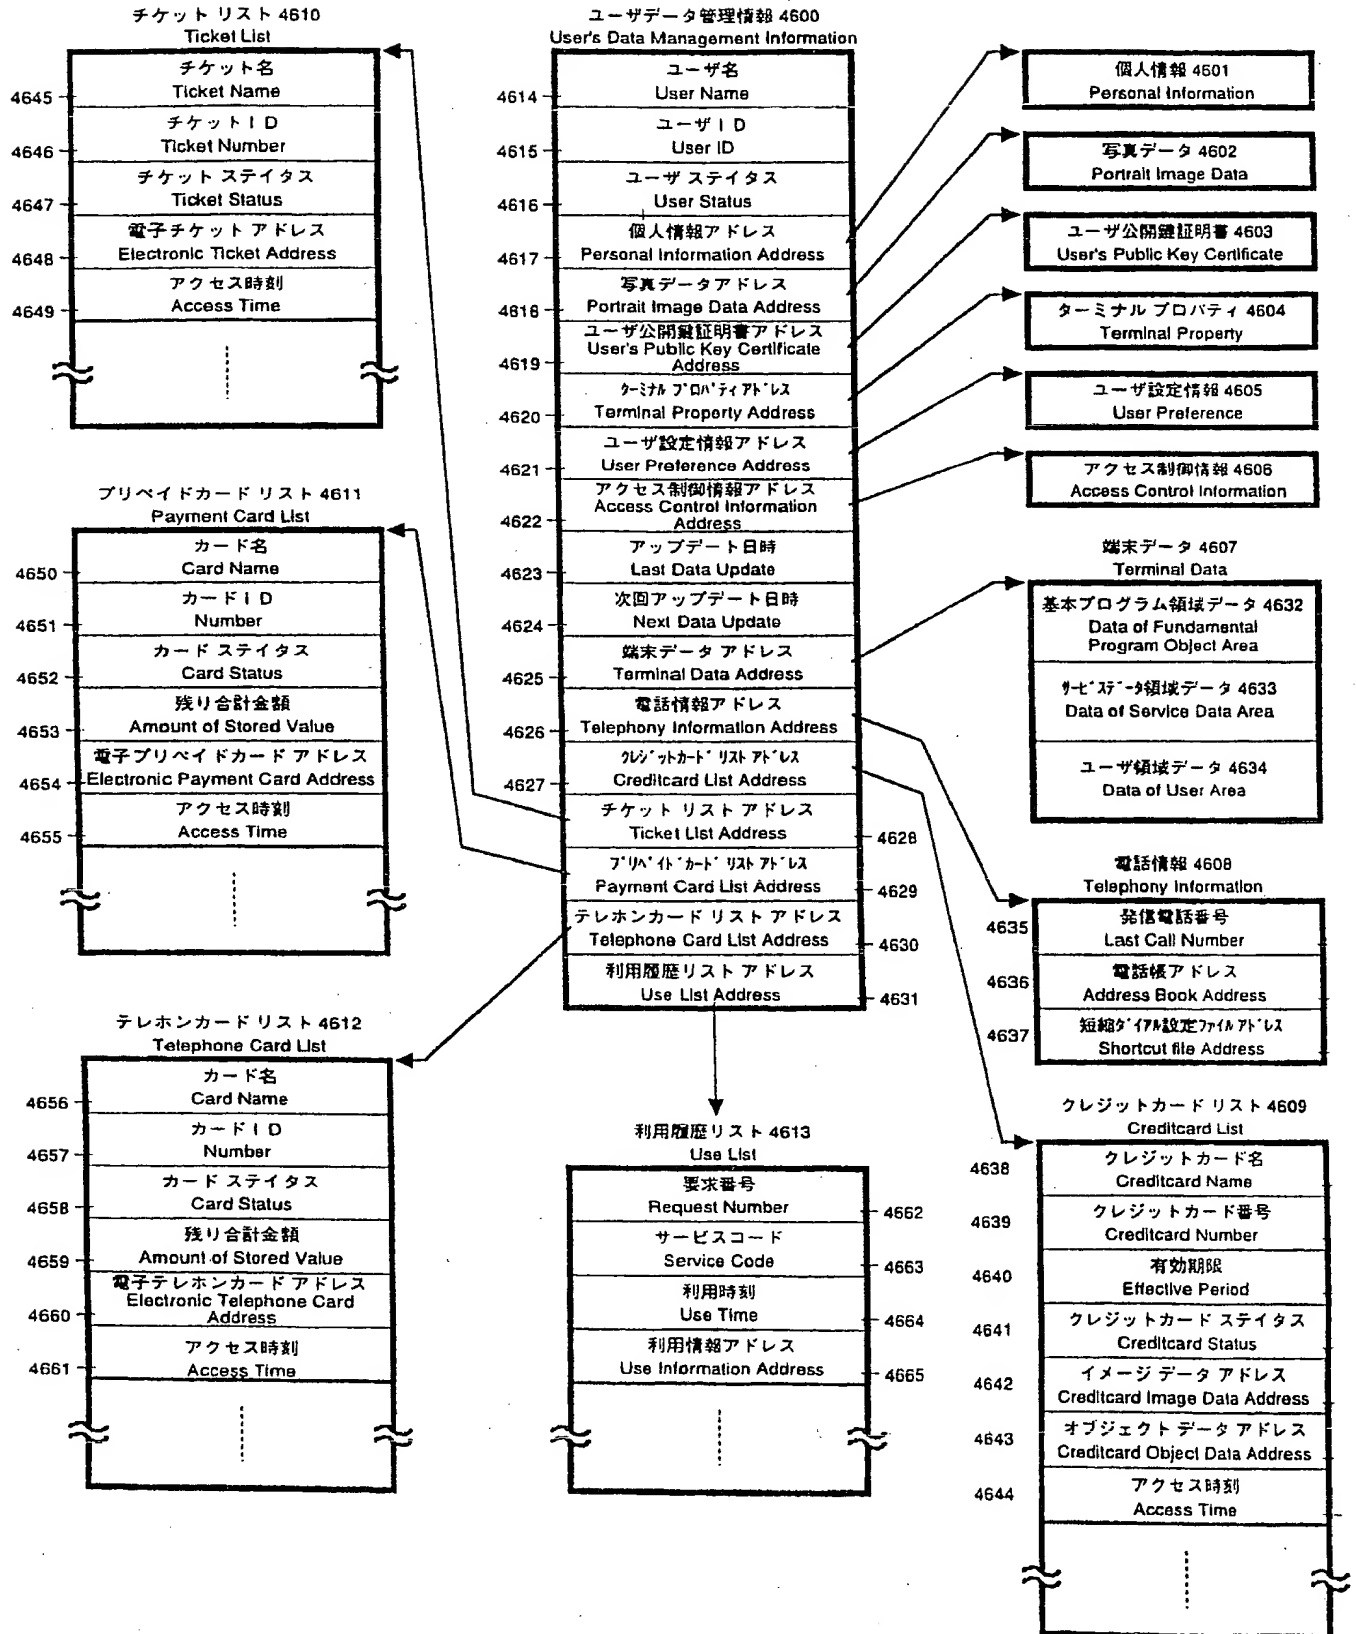 チケット リスト 4610
Ticket List
チケット名
Ticket Name
4645
チケットＩＤ
Ticket Number
4646
チケット ステイタス
Ticket Status
4647
電子チケット アドレス
Electronic Ticket Address
4648
アクセス時刻
Access Time
4649
プリペイドカード リスト 4611
Payment Card List
カード名
Card Name
4650
カードＩＤ
Number
4651
カード ステイタス
Card Status
4652
残り合計金額
Amount of Stored Value
4653
電子プリペイドカード アドレス
Electronic Payment Card Address
4654
アクセス時刻
Access Time
4655
テレホンカード リスト 4612
Telephone Card List
カード名
Card Name
4656
カードＩＤ
Number
4657
カード ステイタス
Card Status
4658
残り合計金額
Amount of Stored Value
4659
電子テレホンカード アドレス
Electronic Telephone Card
Address
4660
アクセス時刻
Access Time
4661
ユーザデータ管理情報 4600
User's Data Management Information
ユーザ名
User Name
4614
ユーザＩＤ
User ID
4615
ユーザ ステイタス
User Status
4616
個人情報アドレス
Personal Information Address
4617
写真データアドレス
Portrait Image Data Address
4618
ユーザ公開鍵証明書アドレス
User's Public Key Certificate
Address
4619
ターミナル プロパティアドレス
Terminal Property Address
4620
ユーザ設定情報アドレス
User Preference Address
4621
アクセス制御情報アドレス
Access Control Information
Address
4622
アップデート日時
Last Data Update
4623
次回アップデート日時
Next Data Update
4624
端末データ アドレス
Terminal Data Address
4625
電話情報アドレス
Telephony Information Address
4626
クレジットカード リスト アドレス
Creditcard List Address
4627
チケット リスト アドレス
Ticket List Address
4628
プリペイドカード リスト アドレス
Payment Card List Address
4629
テレホンカード リスト アドレス
Telephone Card List Address
4630
利用履歴リスト アドレス
Use List Address
4631
利用履歴リスト 4613
Use List
要求番号
Request Number
4662
サービスコード
Service Code
4663
利用時刻
Use Time
4664
利用情報アドレス
Use Information Address
4665
個人情報 4601
Personal Information
写真データ 4602
Portrait Image Data
ユーザ公開鍵証明書 4603
User's Public Key Certificate
ターミナル プロパティ 4604
Terminal Property
ユーザ設定情報 4605
User Preference
アクセス制御情報 4606
Access Control Information
端末データ 4607
Terminal Data
基本プログラム領域データ 4632
Data of Fundamental
Program Object Area
サービスデータ領域データ 4633
Data of Service Data Area
ユーザ領域データ 4634
Data of User Area
電話情報 4608
Telephony Information
4635
発信電話番号
Last Call Number
4636
電話帳アドレス
Address Book Address
4637
短縮ダイアル設定ファイルアドレス
Shortcut file Address
クレジットカード リスト 4609
Creditcard List
4638
クレジットカード名
Creditcard Name
4639
クレジットカード番号
Creditcard Number
4640
有効期限
Effective Period
4641
クレジットカード ステイタス
Creditcard Status
4642
イメージ データ アドレス
Creditcard Image Data Address
4643
オブジェクト データ アドレス
Creditcard Object Data Address
4644
アクセス時刻
Access Time